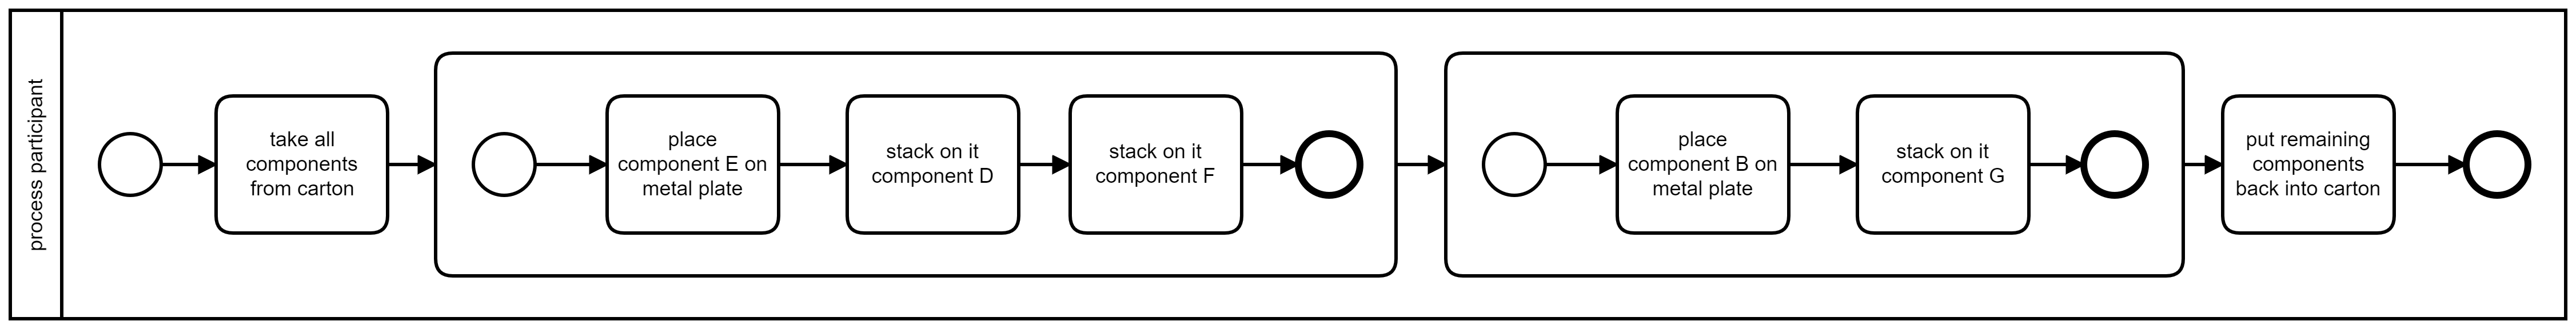 process participant
take all
components
from carton
place
component E on
metal plate
stack on it
component D
stack on it
component F
place
component B on
metal plate
stack on it
component G
put remaining
components
back into carton